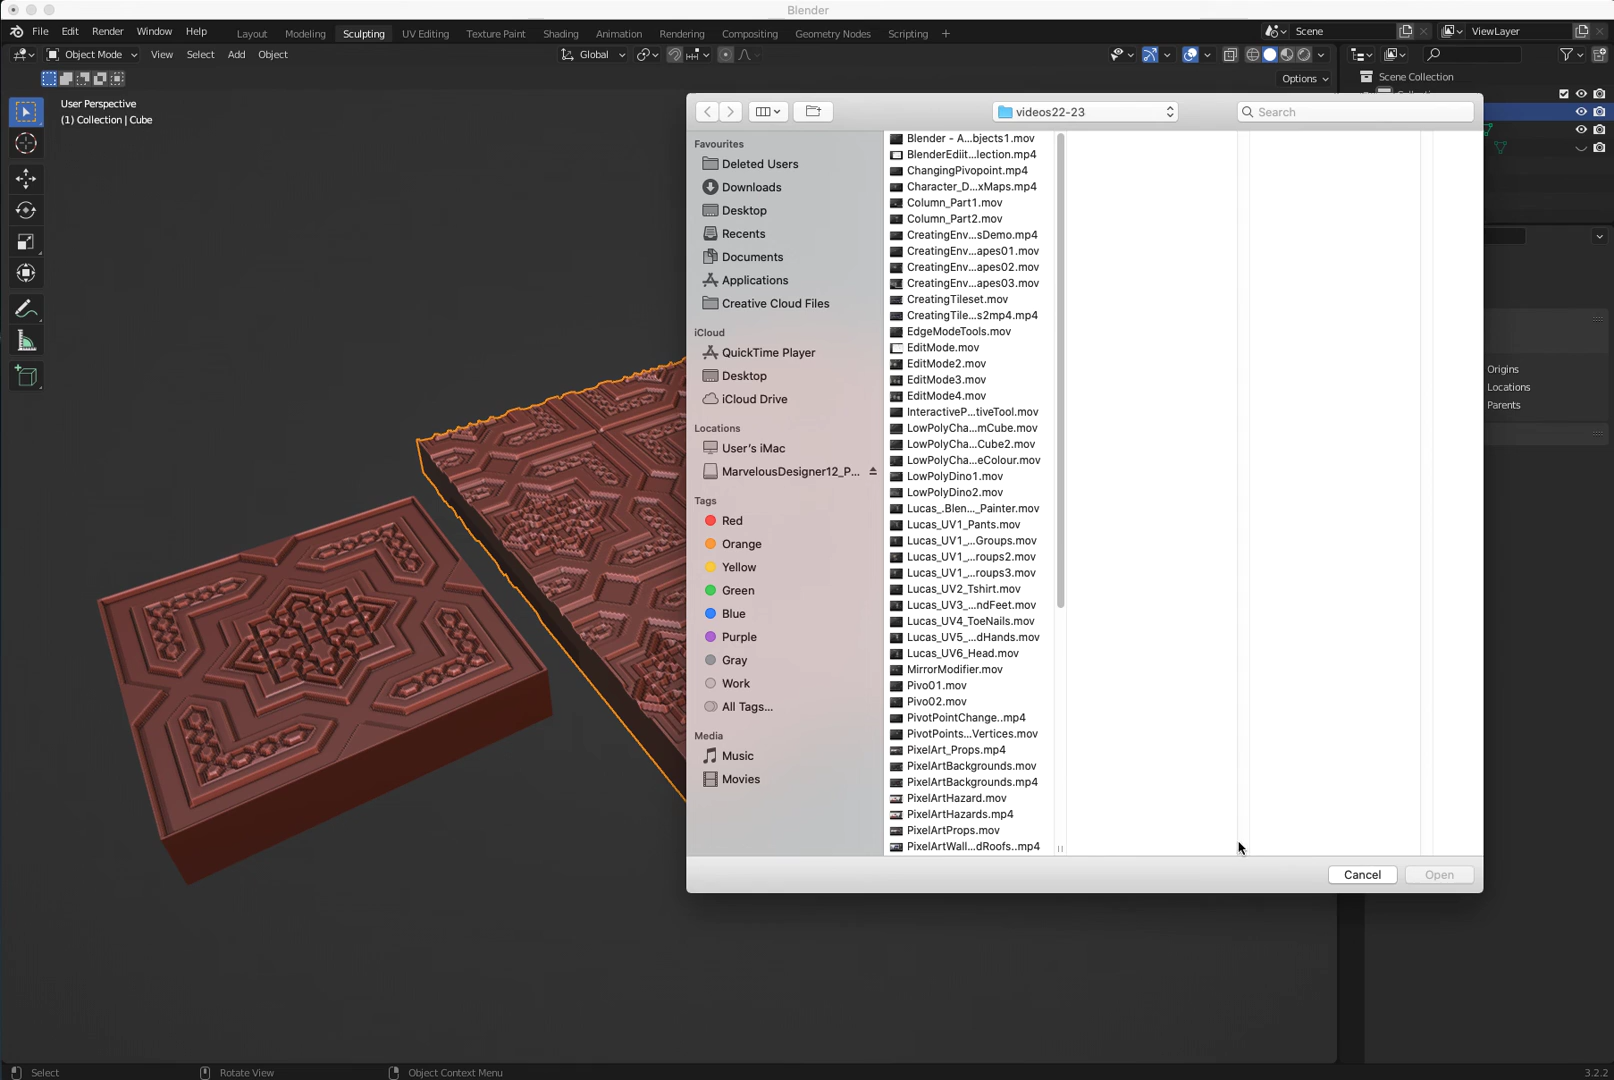 Blender
File Edit Render Window Help Layout Modeling Sculpting UV Editing Texture Paint Shading Animation Rendering Compositing Geometry Nodes Scripting + Scene ViewLayer
Object Mode View Select Add Object Global
Options
Scene Collection
User Perspective
(1) Collection | Cube
videos22-23
Search
Favourites
Deleted Users
Downloads
Desktop
Recents
Documents
Applications
Creative Cloud Files
iCloud
QuickTime Player
Desktop
iCloud Drive
Locations
User's iMac
MarvelousDesigner12_P...
Tags
Red
Orange
Yellow
Green
Blue
Purple
Gray
Work
All Tags...
Media
Music
Movies
Blender - A...bjects1.mov
BlenderEdiit...lection.mp4
ChangingPivopoint.mp4
Character_D...xMaps.mp4
Column_Part1.mov
Column_Part2.mov
CreatingEnv...sDemo.mp4
CreatingEnv...apes01.mov
CreatingEnv...apes02.mov
CreatingEnv...apes03.mov
CreatingTileset.mov
CreatingTile...s2mp4.mp4
EdgeModeTools.mov
EditMode.mov
EditMode2.mov
EditMode3.mov
EditMode4.mov
InteractiveP...tiveTool.mov
LowPolyCha...mCube.mov
LowPolyCha...Cube2.mov
LowPolyCha...eColour.mov
LowPolyDino1.mov
LowPolyDino2.mov
Lucas_.Blen..._Painter.mov
Lucas_UV1_Pants.mov
Lucas_UV1_...Groups.mov
Lucas_UV1_...roups2.mov
Lucas_UV1_...roups3.mov
Lucas_UV2_Tshirt.mov
Lucas_UV3_...ndFeet.mov
Lucas_UV4_ToeNails.mov
Lucas_UV5_...dHands.mov
Lucas_UV6_Head.mov
MirrorModifier.mov
Pivo01.mov
Pivo02.mov
PivotPointChange..mp4
PivotPoints...Vertices.mov
PixelArt_Props.mp4
PixelArtBackgrounds.mov
PixelArtBackgrounds.mp4
PixelArtHazard.mov
PixelArtHazards.mp4
PixelArtProps.mov
PixelArtWall...dRoofs..mp4
Cancel Open
Origins
Locations
Parents
Select Rotate View Object Context Menu 3.2.2